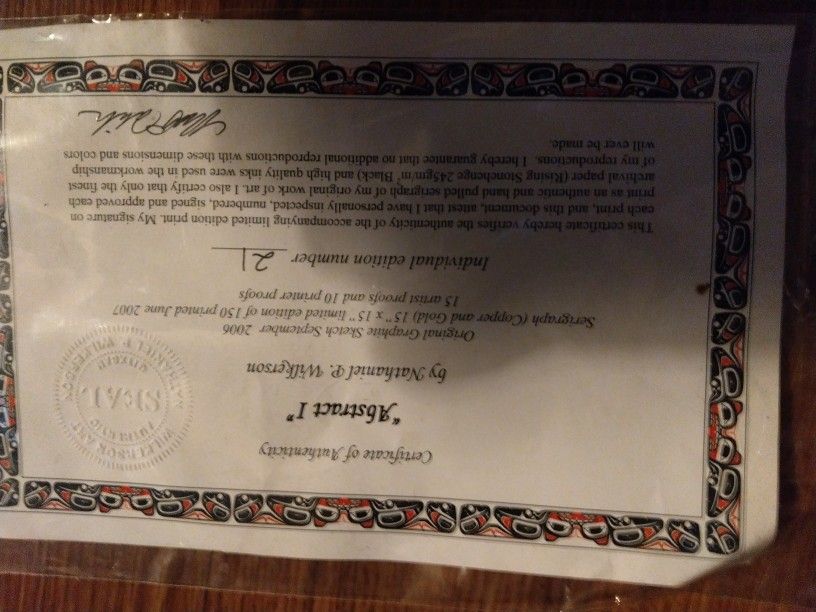 Certificate of Authenticity
"Abstract I"
by Nathaniel P. Wilkerson
Original Graphite Sketch September 2006
Serigraph (Copper and Gold) 15" x 15" limited edition of 150 printed June 2007
15 artist proofs and 10 printer proofs
Individual edition number 21
This certificate hereby verifies the authenticity of the accompanying limited edition print. My signature on
each print, and this document, attest that I have personally inspected, numbered, signed and approved each
print as an authentic and hand pulled serigraph of my original work of art. I also certify that only the finest
archival paper (Rising Stonehenge 245g/m² Black) and high quality inks were used in the workmanship
of my reproductions. I hereby guarantee that no additional reproductions with these dimensions and colors
will ever be made.
WILKERSON ART
SEAL
NATHANIEL P. WILKERSON